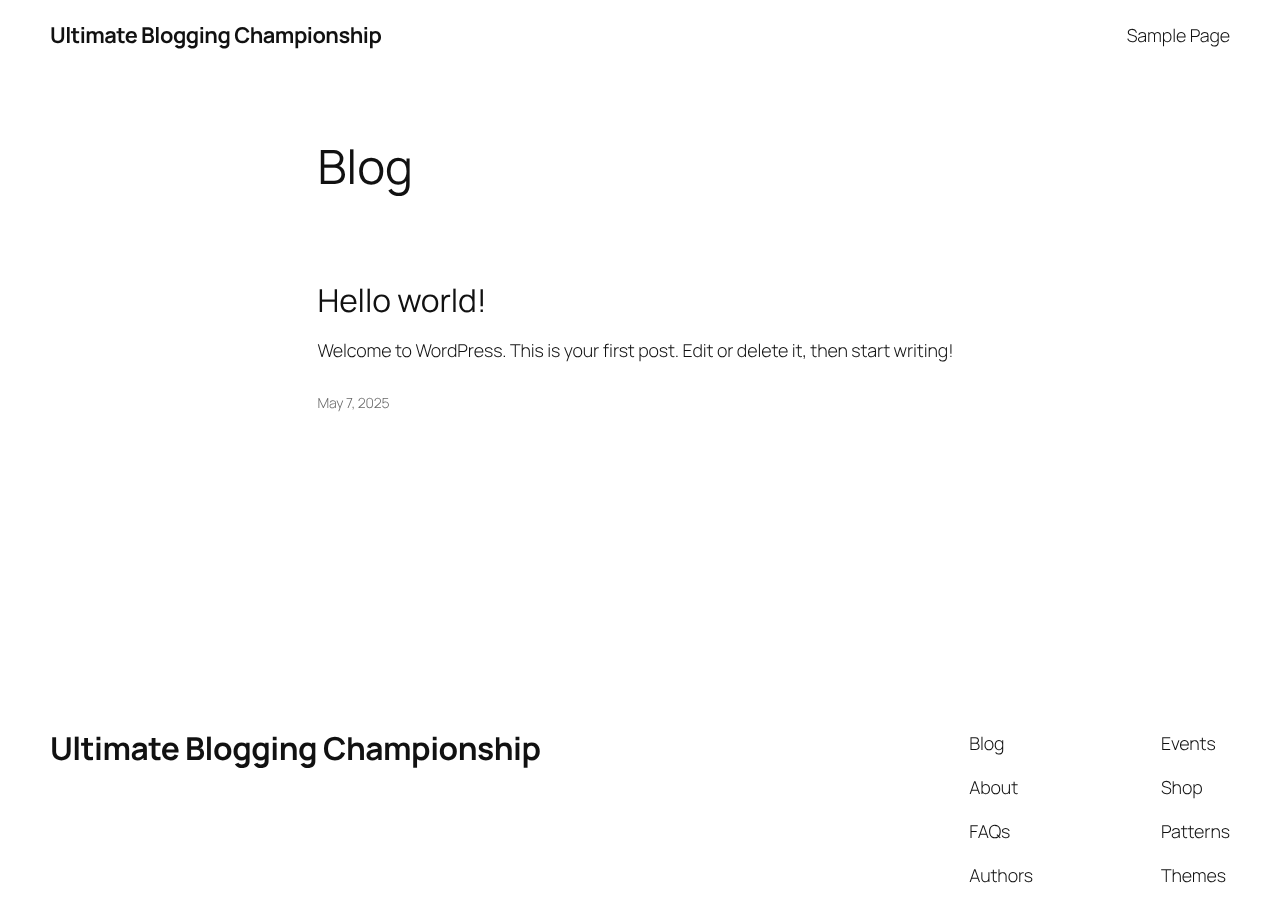 Ultimate Blogging Championship
Sample Page
Blog
Hello world!
Welcome to WordPress. This is your first post. Edit or delete it, then start writing!
May 7, 2025
Ultimate Blogging Championship
Blog
About
FAQs
Authors
Events
Shop
Patterns
Themes